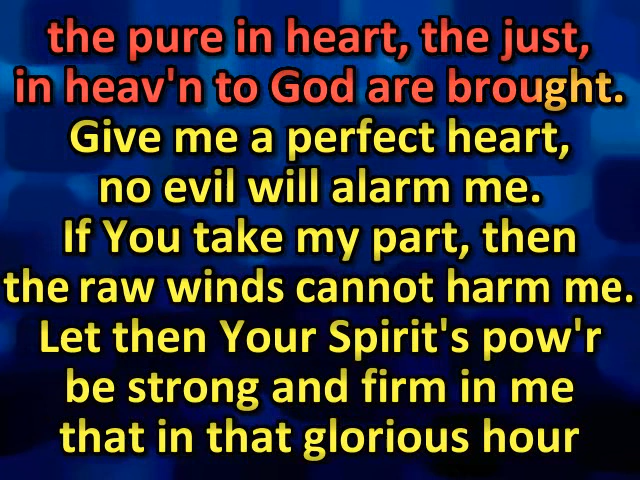 the pure in heart, the just,
in heav'n to God are brought.
Give me a perfect heart,
no evil will alarm me.
If You take my part, then
the raw winds cannot harm me.
Let then Your Spirit's pow'r
be strong and firm in me
that in that glorious hour